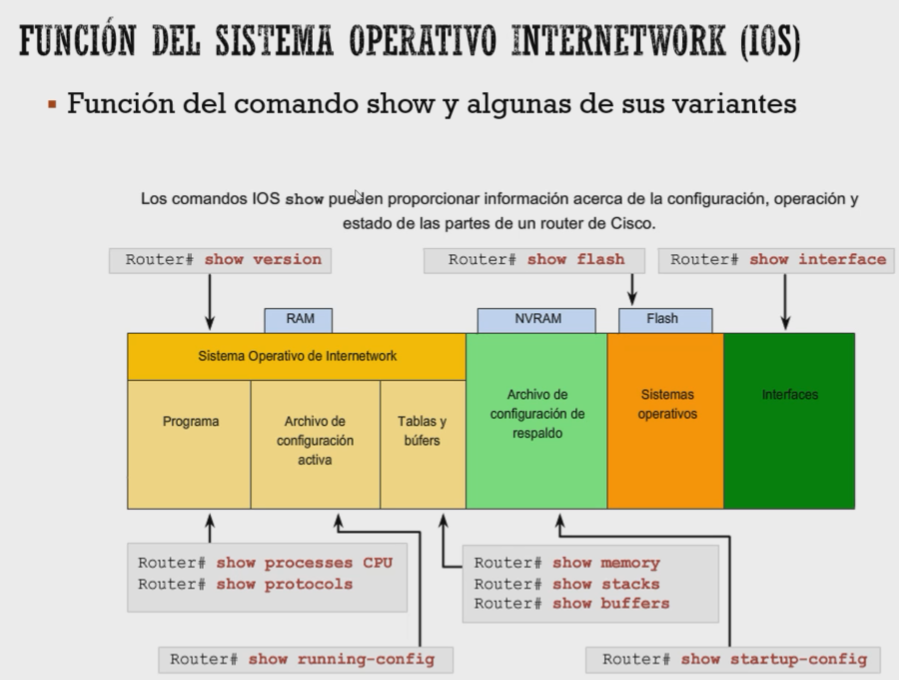 FUNCIÓN DEL SISTEMA OPERATIVO INTERNETWORK (IOS)
Función del comando show y algunas de sus variantes
Los comandos IOS show pueden proporcionar información acerca de la configuración, operación y
estado de las partes de un router de Cisco.
Router# show version
Router# show flash
Router# show interface
RAM
NVRAM
Flash
Sistema Operativo de Internetwork
Programa
Archivo de
configuración
activa
Tablas y
búfers
Archivo de
configuración de
respaldo
Sistemas
operativos
Interfaces
Router# show processes CPU
Router# show protocols
Router# show memory
Router# show stacks
Router# show buffers
Router# show running-config
Router# show startup-config